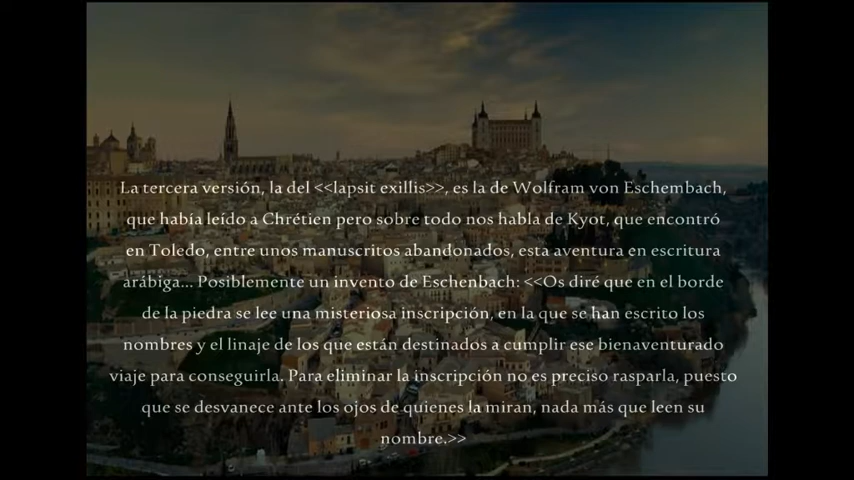 La tercera versión, la del <<lapsit exillis>>, es la de Wolfram von Eschembach,
que había leído a Chrétien pero sobre todo nos habla de Kyot, que encontró
en Toledo, entre unos manuscritos abandonados, esta aventura en escritura
arábiga... Posiblemente un invento de Eschenbach: <<Os diré que en el borde
de la piedra se lee una misteriosa inscripción, en la que se han escrito los
nombres y el linaje de los que están destinados a cumplir ese bienaventurado
viaje para conseguirla. Para eliminar la inscripción no es preciso rasparla, puesto
que se desvanece ante los ojos de quienes la miran, nada más que leen su
nombre.>>